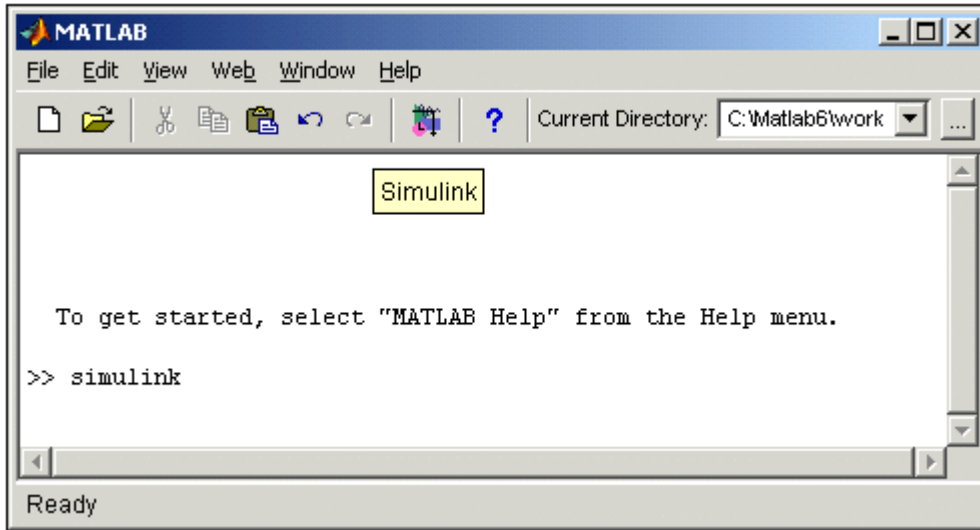 MATLAB
File Edit View Web Window Help
? Current Directory: C:\Matlab6\work ...
Simulink
To get started, select "MATLAB Help" from the Help menu.
>> simulink
Ready